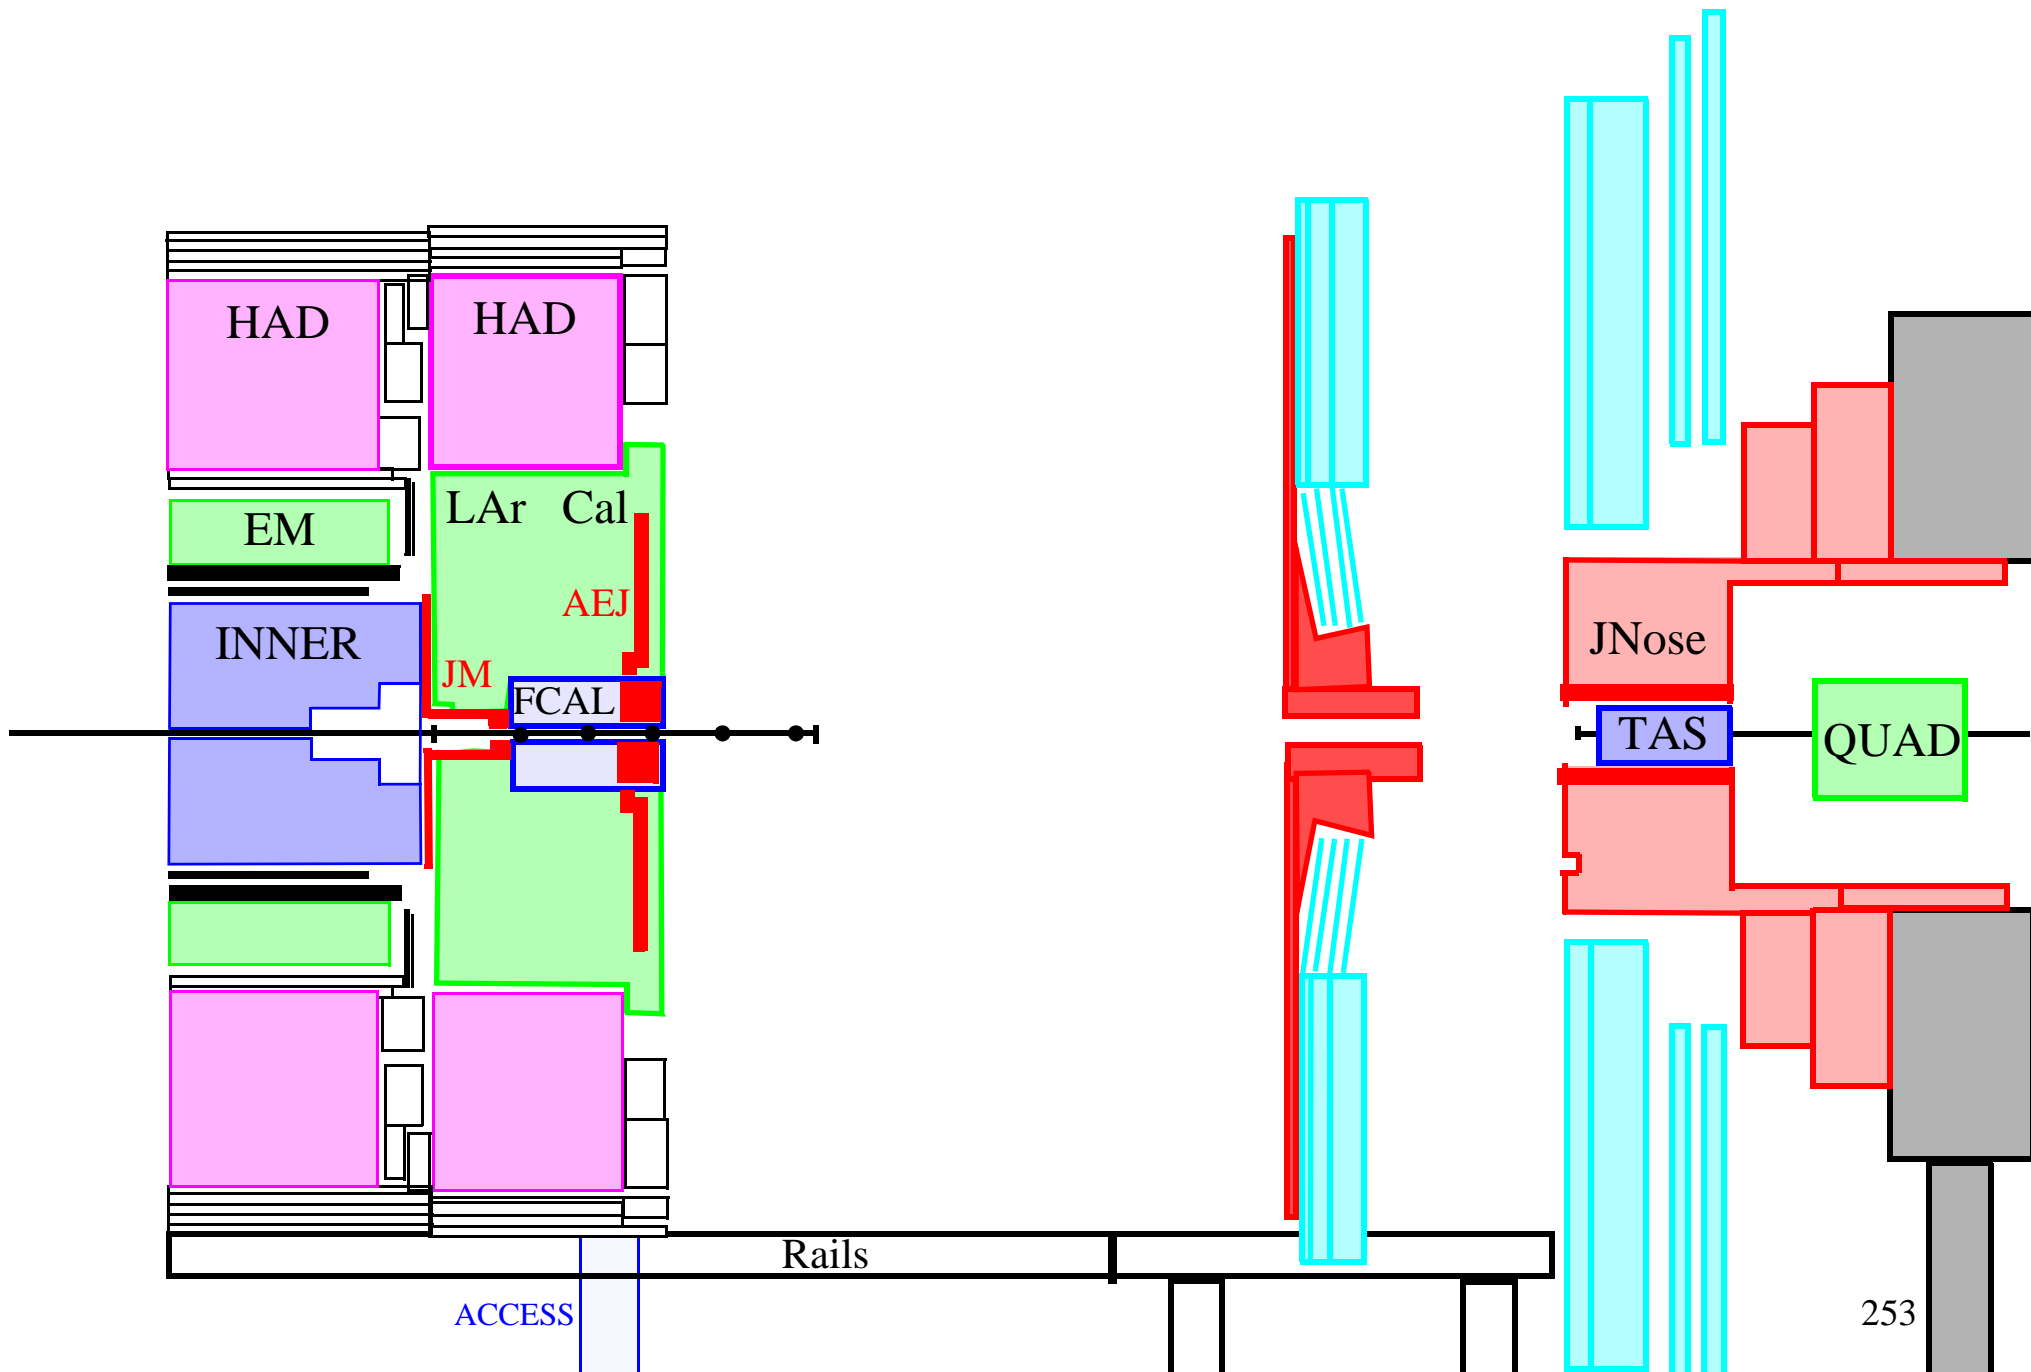 HAD
HAD
LAr Cal
EM
AEJ
INNER
JNose
JM
FCAL
TAS
QUAD
Rails
ACCESS
253